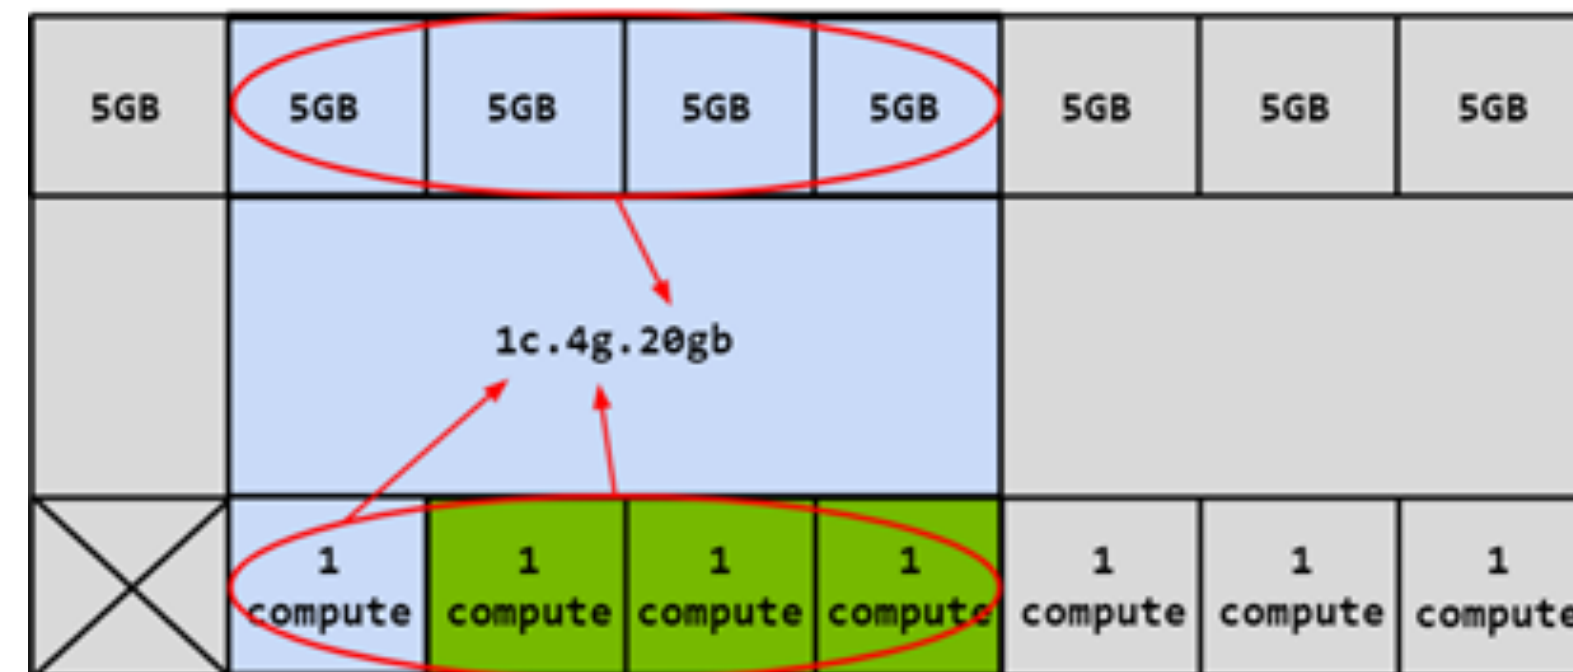 5GB 5GB 5GB 5GB 5GB 5GB 5GB 5GB
1c.4g.20gb
1 1 1 1 1 1 1
compute compute compute compute compute compute compute